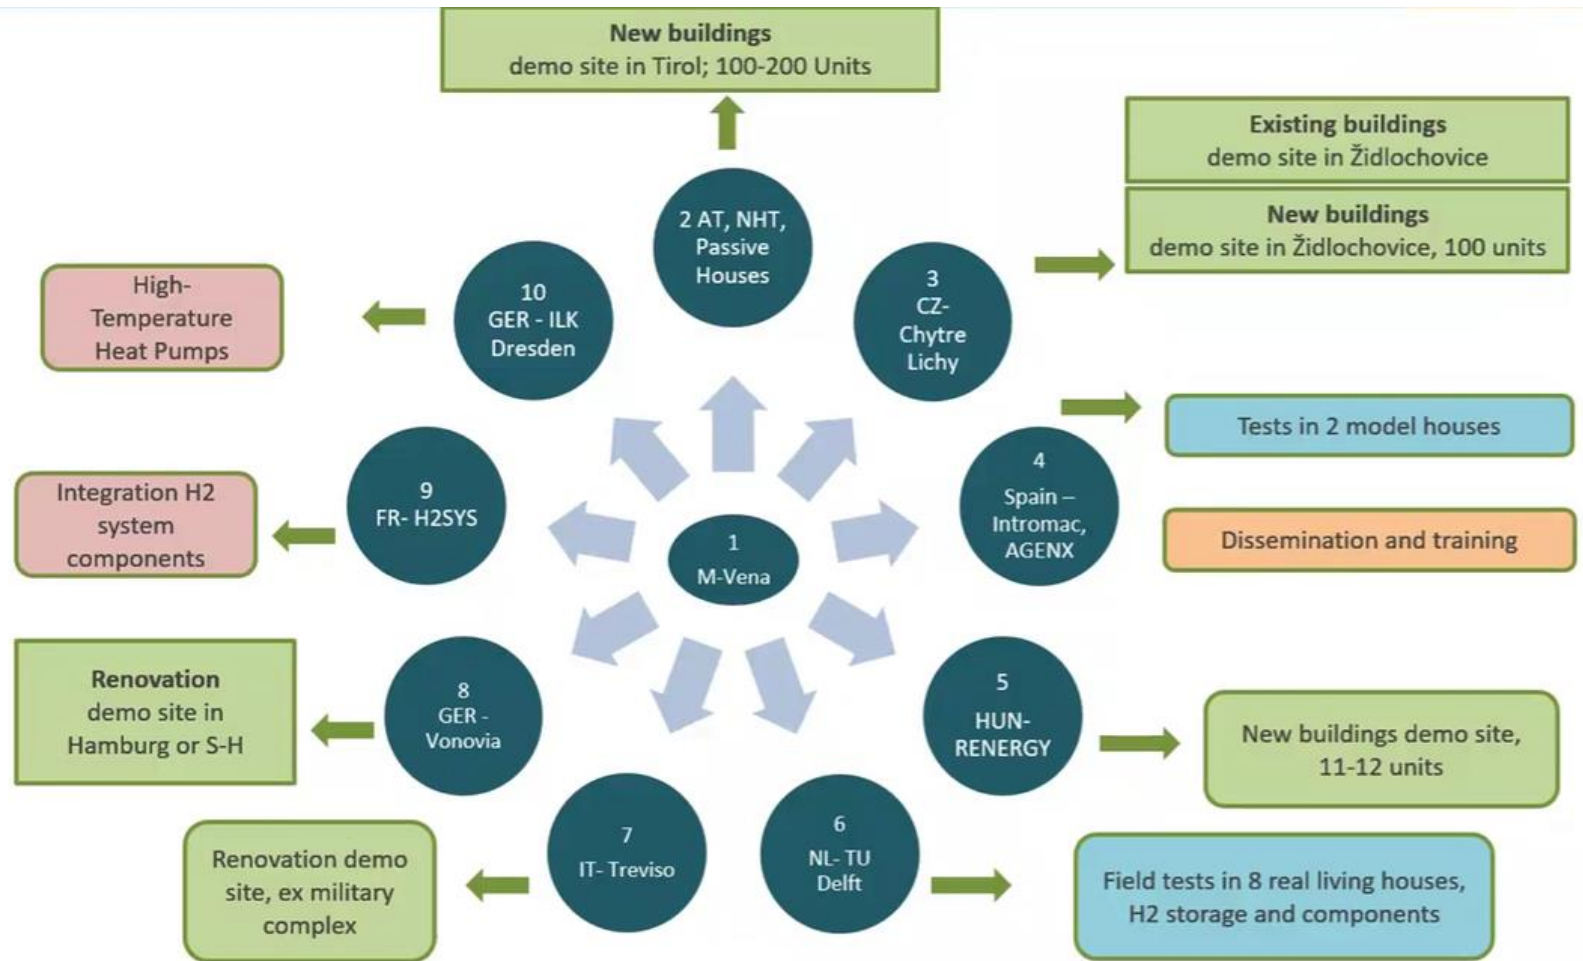 New buildings
demo site in Tirol; 100-200 Units
Existing buildings
demo site in Židlochovice
New buildings
demo site in Židlochovice, 100 units
2 AT, NHT,
Passive
Houses
3
CZ-
Chytre
Lichy
10
GER - ILK
Dresden
High-
Temperature
Heat Pumps
Tests in 2 model houses
4
Spain –
Intromac,
AGENX
Dissemination and training
9
FR- H2SYS
Integration H2
system
components
1
M-Vena
5
HUN-
RENERGY
New buildings demo site,
11-12 units
8
GER -
Vonovia
Renovation
demo site in
Hamburg or S-H
7
IT- Treviso
Renovation demo
site, ex military
complex
6
NL- TU
Delft
Field tests in 8 real living houses,
H2 storage and components